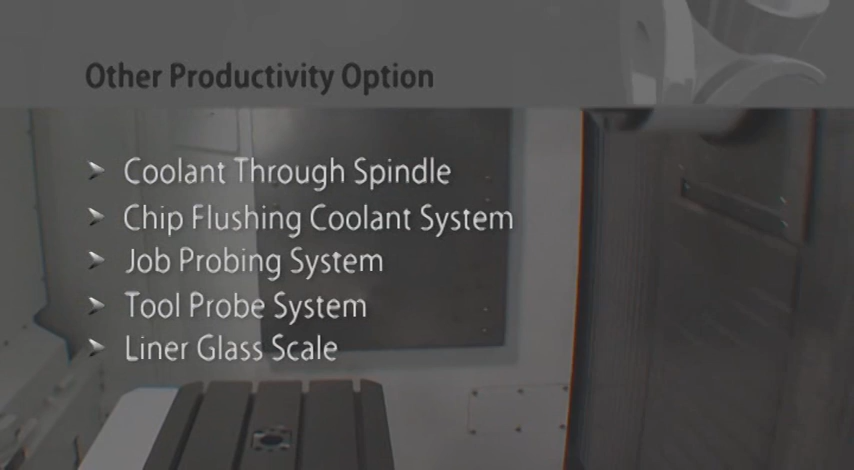 Other Productivity Option
Coolant Through Spindle
Chip Flushing Coolant System
Job Probing System
Tool Probe System
Liner Glass Scale